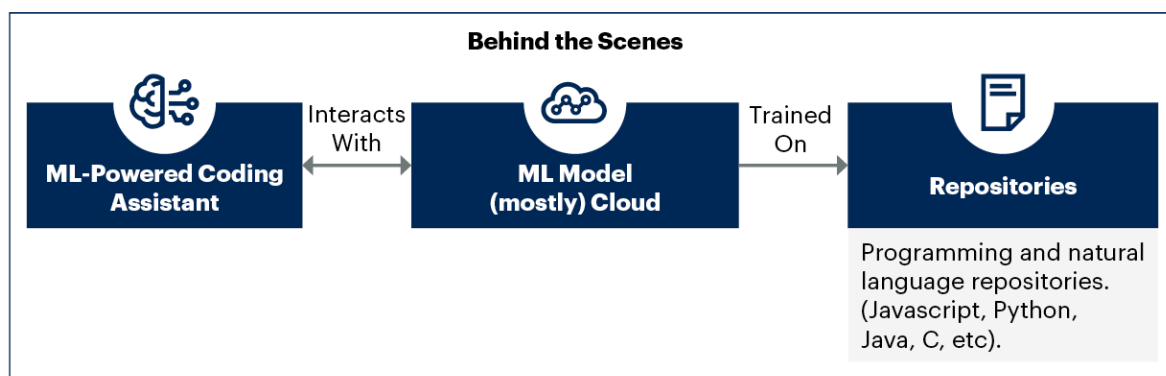 Behind the Scenes
ML-Powered Coding
Assistant
Interacts
With
ML Model
(mostly) Cloud
Trained
On
Repositories
Programming and natural
language repositories.
(Javascript, Python,
Java, C, etc).